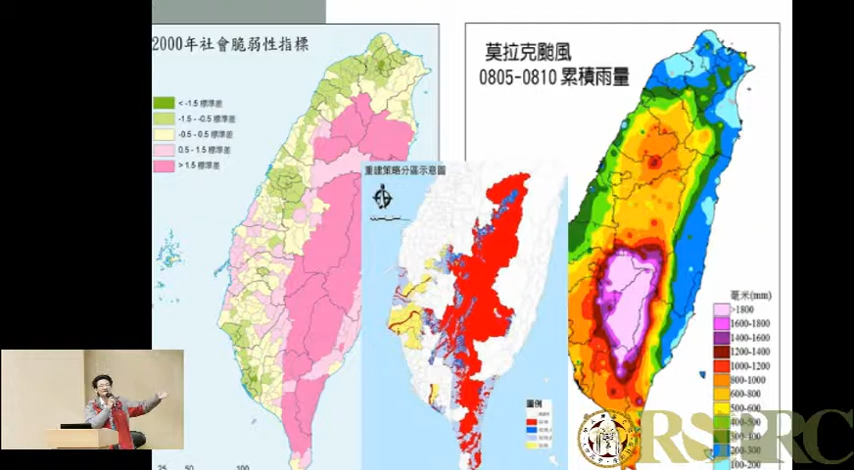 2000年社會脆弱性指標
< -1.5 標準差
-1.5 - -0.5 標準差
-0.5 - 0.5 標準差
0.5 - 1.5 標準差
> 1.5 標準差
25 50 100
重建策略分區示意圖
圖例
莫拉克颱風
0805-0810 累積雨量
毫米(mm)
>1800
1600-1800
1400-1600
1200-1400
1000-1200
800-1000
600-800
500-600
400-500
300-400
200-300
100-200
RSERC